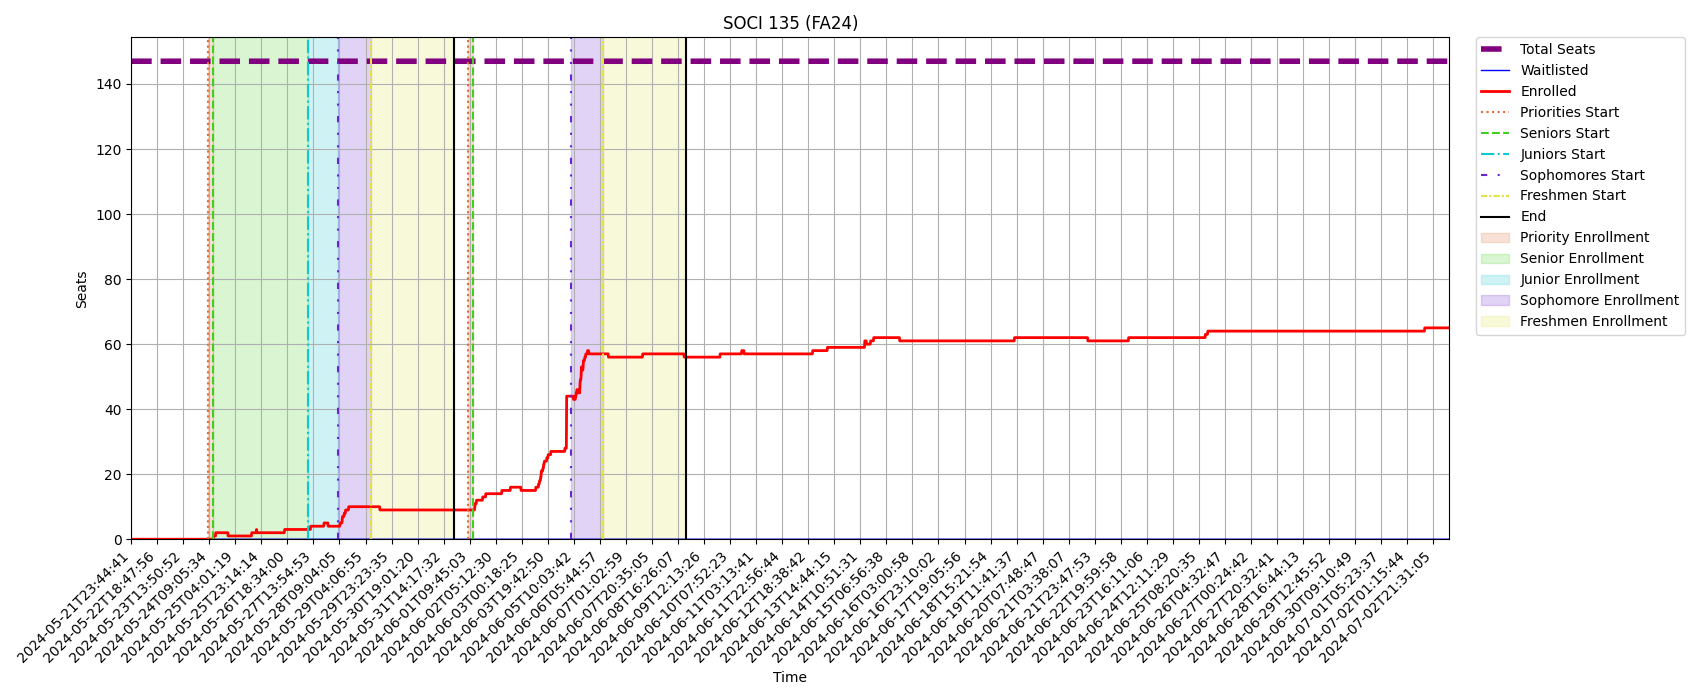 SOCI 135 (FA24)
Total Seats
Waitlisted
Enrolled
Priorities Start
Seniors Start
Juniors Start
Sophomores Start
Freshmen Start
End
Priority Enrollment
Senior Enrollment
Junior Enrollment
Sophomore Enrollment
Freshmen Enrollment
Seats
140
120
100
80
60
40
20
0
2024-05-21T23:44:41
2024-05-22T18:47:56
2024-05-23T13:50:52
2024-05-24T09:05:34
2024-05-25T04:01:19
2024-05-25T23:14:14
2024-05-26T18:34:00
2024-05-27T13:54:53
2024-05-28T09:04:05
2024-05-29T04:06:55
2024-05-29T23:23:35
2024-05-30T19:01:20
2024-05-31T14:17:32
2024-06-01T09:45:03
2024-06-02T05:12:30
2024-06-03T00:18:25
2024-06-03T19:42:50
2024-06-05T10:03:42
2024-06-06T05:44:57
2024-06-07T01:02:59
2024-06-07T20:35:05
2024-06-08T16:26:07
2024-06-09T12:13:26
2024-06-10T07:52:23
2024-06-11T03:13:41
2024-06-11T22:56:44
2024-06-12T18:38:42
2024-06-13T14:44:15
2024-06-14T10:51:31
2024-06-15T06:56:38
2024-06-16T03:00:58
2024-06-16T23:10:02
2024-06-17T19:05:56
2024-06-18T15:21:54
2024-06-19T11:41:37
2024-06-20T07:48:47
2024-06-21T03:38:07
2024-06-21T23:47:53
2024-06-22T19:59:58
2024-06-23T16:11:06
2024-06-24T12:11:29
2024-06-25T08:20:35
2024-06-26T04:32:47
2024-06-27T00:24:42
2024-06-27T20:32:41
2024-06-28T16:44:13
2024-06-29T12:45:52
2024-06-30T09:10:49
2024-07-01T05:23:37
2024-07-02T01:15:44
2024-07-02T21:31:05
Time